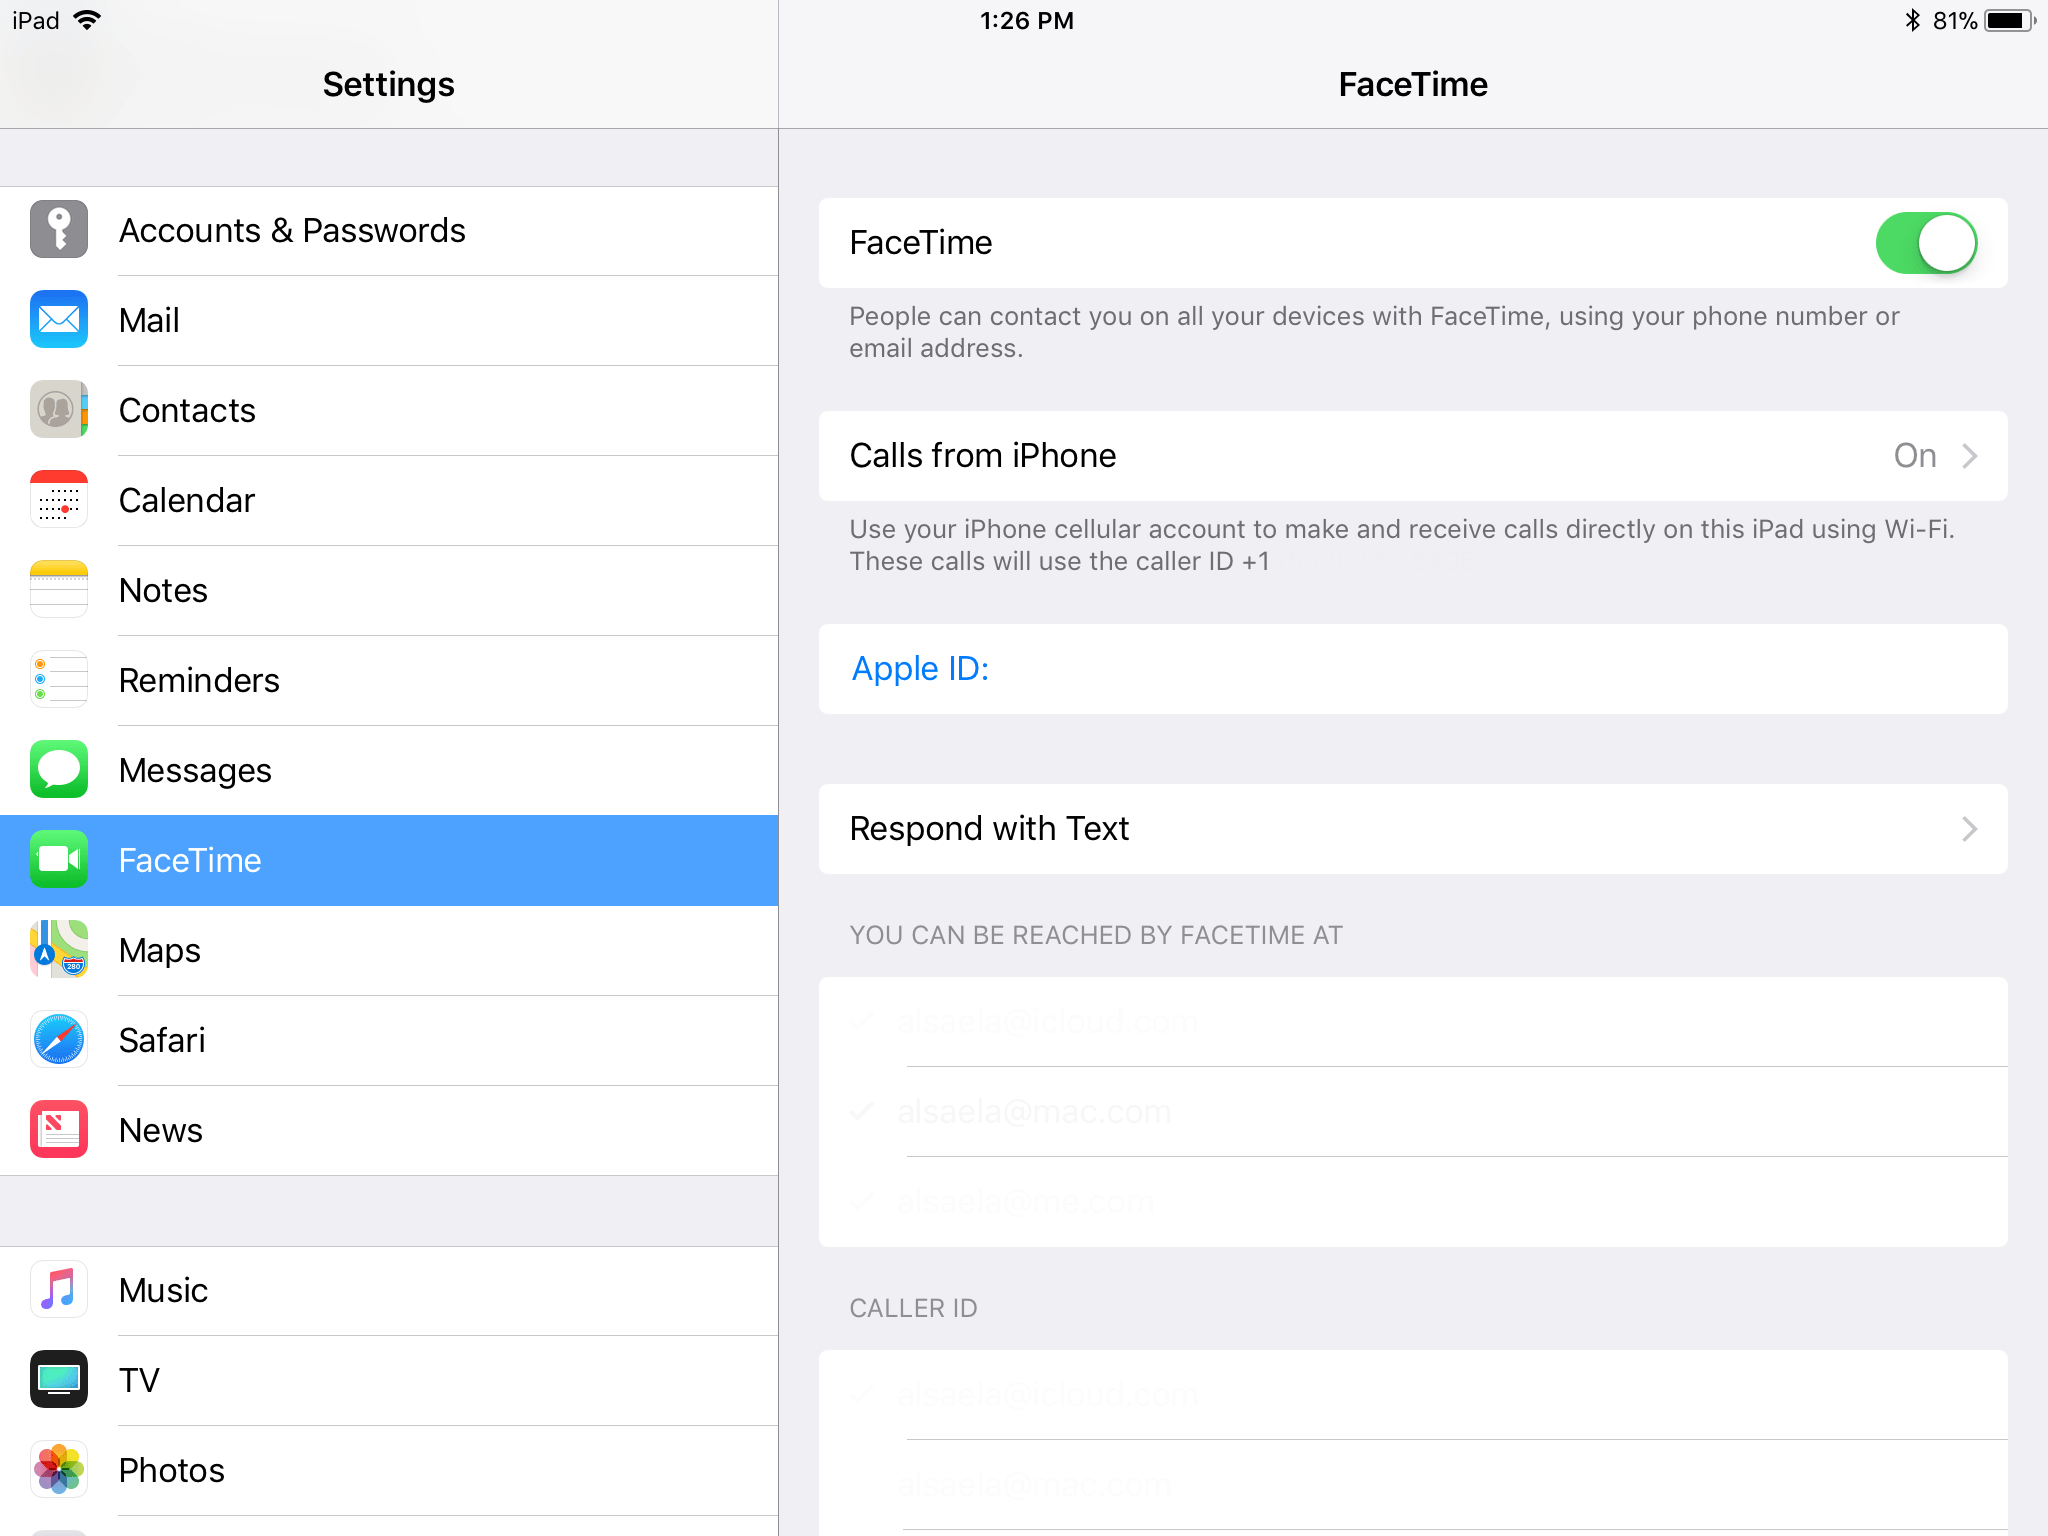 iPad
1:26 PM
81%
Settings
FaceTime
Accounts & Passwords
Mail
Contacts
Calendar
Notes
Reminders
Messages
FaceTime
Maps
280
Safari
News
Music
TV
Photos
FaceTime
People can contact you on all your devices with FaceTime, using your phone number or
email address.
Calls from iPhone
On
Use your iPhone cellular account to make and receive calls directly on this iPad using Wi-Fi.
These calls will use the caller ID +1
Apple ID:
Respond with Text
YOU CAN BE REACHED BY FACETIME AT
alsaela@icloud.com
alsaela@mac.com
alsaela@me.com
CALLER ID
alsaela@icloud.com
alsaela@mac.com